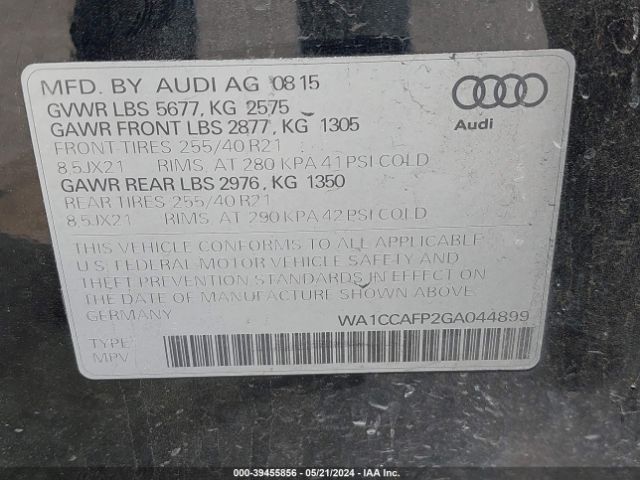 MFD. BY AUDI AG 08 15
GVWR LBS 5677, KG 2575
GAWR FRONT LBS 2877, KG 1305
FRONT-TIRES 255/40 R21
8,5JX21 RIMS, AT 280 KPA 41 PSI COLD
GAWR REAR LBS 2976, KG 1350
REAR TIRES 255/40 R21
8,5JX21 RIMS, AT 290 KPA 42 PSI COLD
Audi
THIS VEHICLE CONFORMS TO ALL APPLICABLE
U.S. FEDERAL-MOTOR VEHICLE SAFETY AND
THEFT PREVENTION STANDARDS IN EFFECT ON
THE DATE OF MANUFACTURE SHOWN ABOVE
GERMANY
WA1CCAFP2GA044899
TYPE
MPV
000-39455856 - 05/21/2024 - IAA Inc.